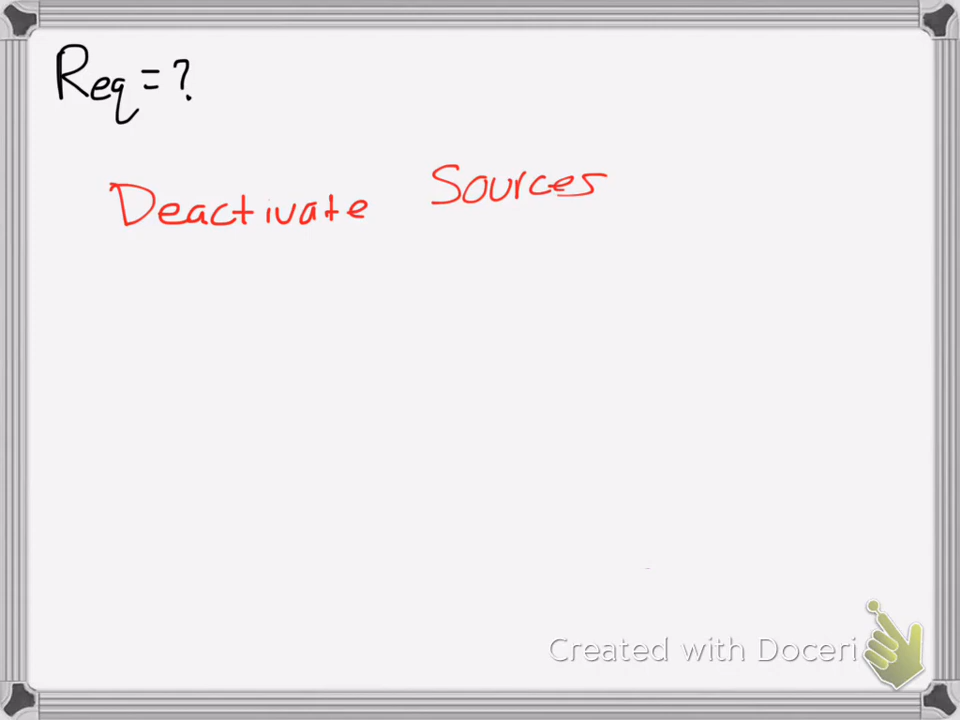 Req = ?
Deactivate Sources
Created with Doceri